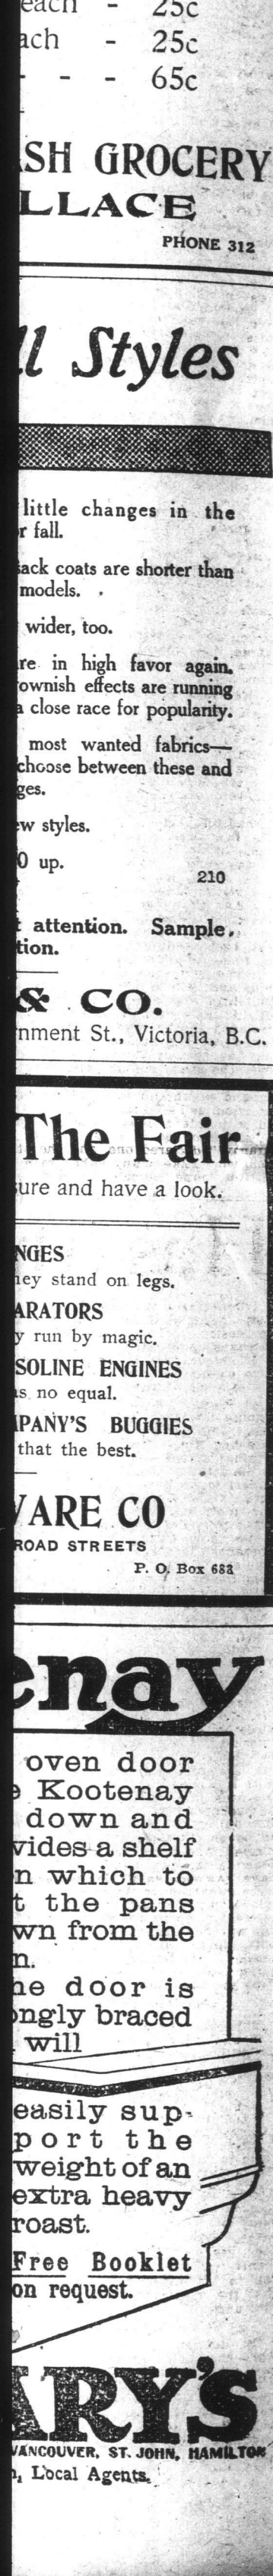 each - 25c
ach - 25c
- - - 65c
SH GROCERY
LLACE
PHONE 312
l Styles
little changes in the
r fall.
ack coats are shorter than
models.
wider, too.
re in high favor again.
ownish effects are running
a close race for popularity.
most wanted fabrics—
choose between these and
ges.
ew styles.
0 up.
210
t attention. Sample.
tion.
& CO.
nment St., Victoria, B.C.
The Fair
ure and have a look.
NGES
hey stand on legs.
ARATORS
y run by magic.
SOLINE ENGINES
as no equal.
PANY'S BUGGIES
that the best.
ARE CO
ROAD STREETS
P. O. Box 683
enay
oven door
e Kootenay
down and
vides a shelf
n which to
t the pans
wn from the
n.
he door is
ongly braced
will
easily sup-
port the
weight of an
extra heavy
roast.
Free Booklet
on request.
ARY'S
VANCOUVER, ST. JOHN, HAMILTON
, Local Agents.